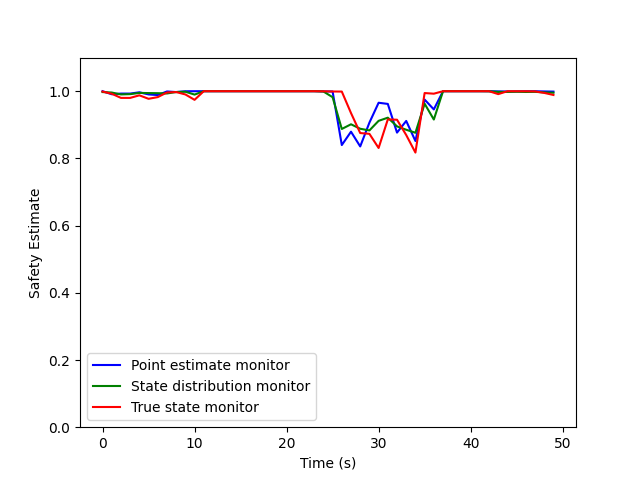 1.0
0.8
0.6
0.4
0.2
0.0
Safety Estimate
Point estimate monitor
State distribution monitor
True state monitor
0 10 20 30 40 50
Time (s)